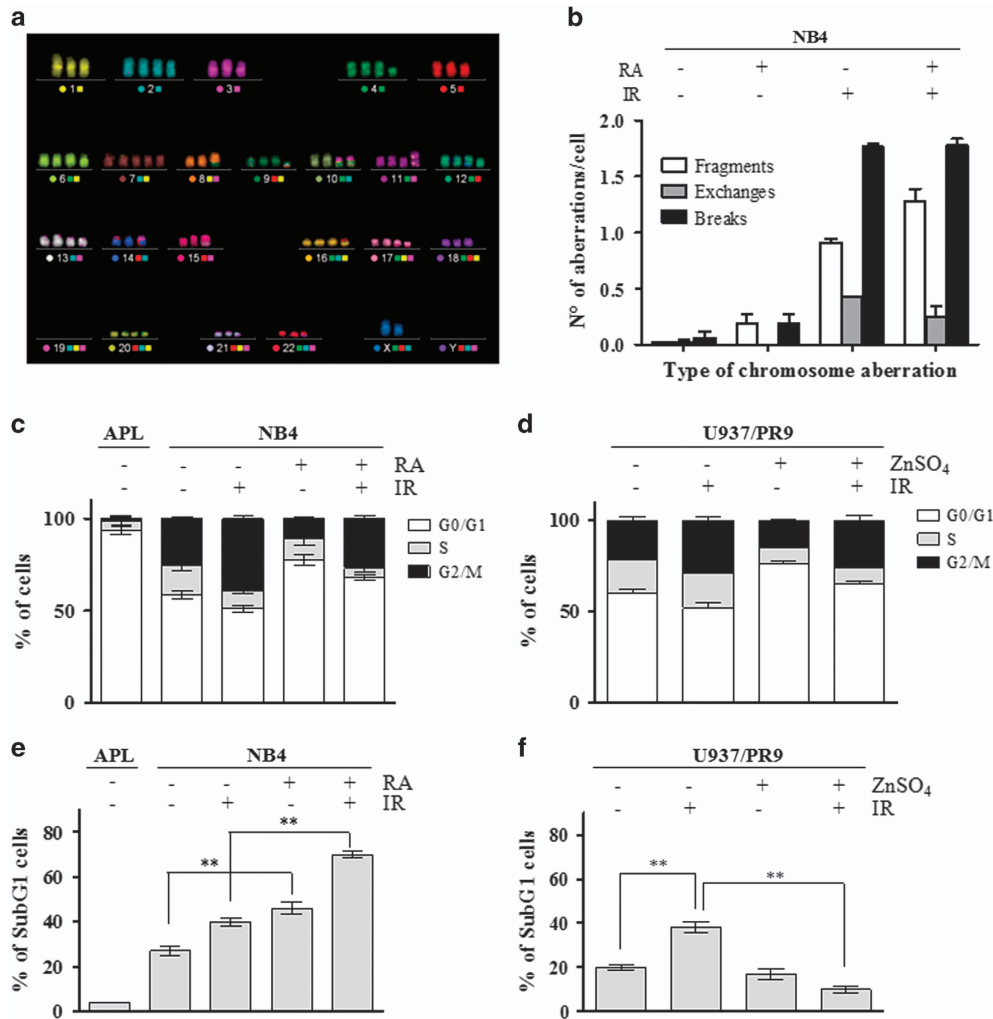 a
1 2 3 4 5
6 7 8 9 10 11 12
13 14 15 16 17 18
19 20 21 22 X Y
b
NB4
RA - + - +
IR - - + +
N° of aberrations/cell
2.0
1.5
1.0
0.5
0.0
Fragments
Exchanges
Breaks
Type of chromosome aberration
c
APL NB4
- - - + + RA
- - + - + IR
% of cells
100
50
0
G0/G1
S
G2/M
d
U937/PR9
- - + + ZnSO4
- + - + IR
% of cells
100
50
0
G0/G1
S
G2/M
e
APL NB4
- - - + + RA
- - + - + IR
% of SubG1 cells
80
60
40
20
0
**
**
f
U937/PR9
- - + + ZnSO4
- + - + IR
% of SubG1 cells
80
60
40
20
0
**
**